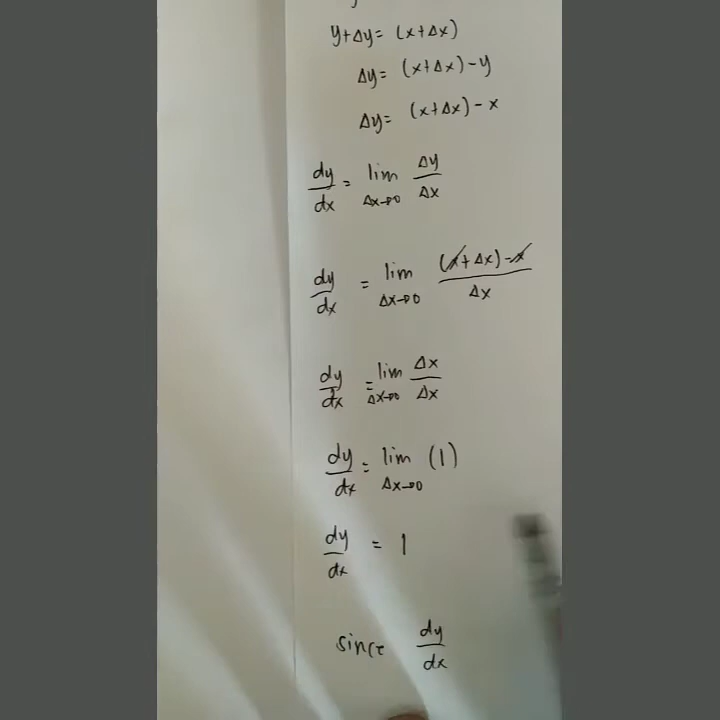 y+Δy= (x+Δx)
Δy= (x+Δx)-y
Δy= (x+Δx)-x
dy/dx = lim Δx→0 Δy/Δx
dy/dx = lim Δx→0 (x+Δx)-x/Δx
dy/dx = lim Δx→0 Δx/Δx
dy/dx = lim Δx→0 (1)
dy/dx = 1
since dy/dx